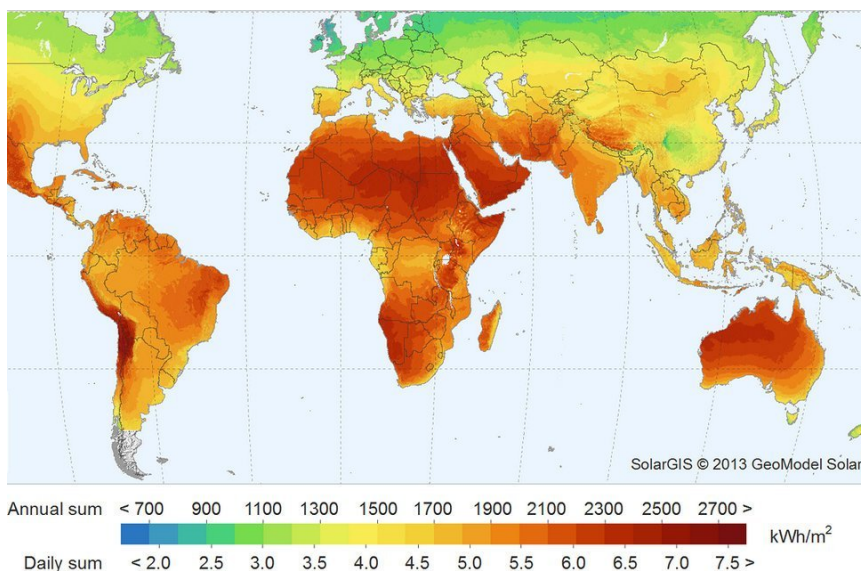 SolarGIS © 2013 GeoModel Solar
Annual sum < 700 900 1100 1300 1500 1700 1900 2100 2300 2500 2700 >
kWh/m²
Daily sum < 2.0 2.5 3.0 3.5 4.0 4.5 5.0 5.5 6.0 6.5 7.0 7.5 >